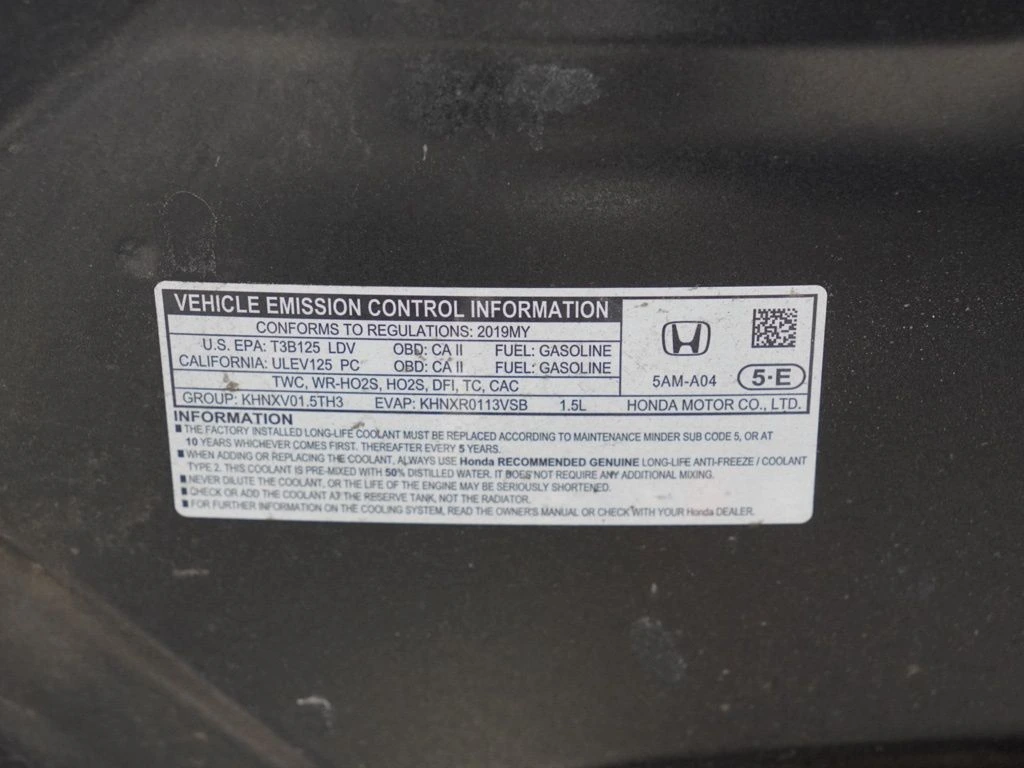 VEHICLE EMISSION CONTROL INFORMATION
CONFORMS TO REGULATIONS: 2019MY
U.S. EPA: T3B125 LDV OBD: CA II FUEL: GASOLINE
CALIFORNIA: ULEV125 PC OBD: CA II FUEL: GASOLINE
TWC, WR-HO2S, HO2S, DFI, TC, CAC
GROUP: KHNXV01.5TH3 EVAP: KHNXR0113VSB 1.5L
5AM-A04 5·E
HONDA MOTOR CO., LTD.
INFORMATION
■ THE FACTORY INSTALLED LONG-LIFE COOLANT MUST BE REPLACED ACCORDING TO MAINTENANCE MINDER SUB CODE 5, OR AT
10 YEARS WHICHEVER COMES FIRST. THEREAFTER EVERY 5 YEARS.
■ WHEN ADDING OR REPLACING THE COOLANT, ALWAYS USE Honda RECOMMENDED GENUINE LONG-LIFE ANTI-FREEZE / COOLANT
TYPE 2. THIS COOLANT IS PRE-MIXED WITH 50% DISTILLED WATER. IT DOES NOT REQUIRE ANY ADDITIONAL MIXING.
■ NEVER DILUTE THE COOLANT, OR THE LIFE OF THE ENGINE MAY BE SERIOUSLY SHORTENED.
■ CHECK OR ADD THE COOLANT AT THE RESERVE TANK, NOT THE RADIATOR.
■ FOR FURTHER INFORMATION ON THE COOLING SYSTEM, READ THE OWNER'S MANUAL OR CHECK WITH YOUR Honda DEALER.